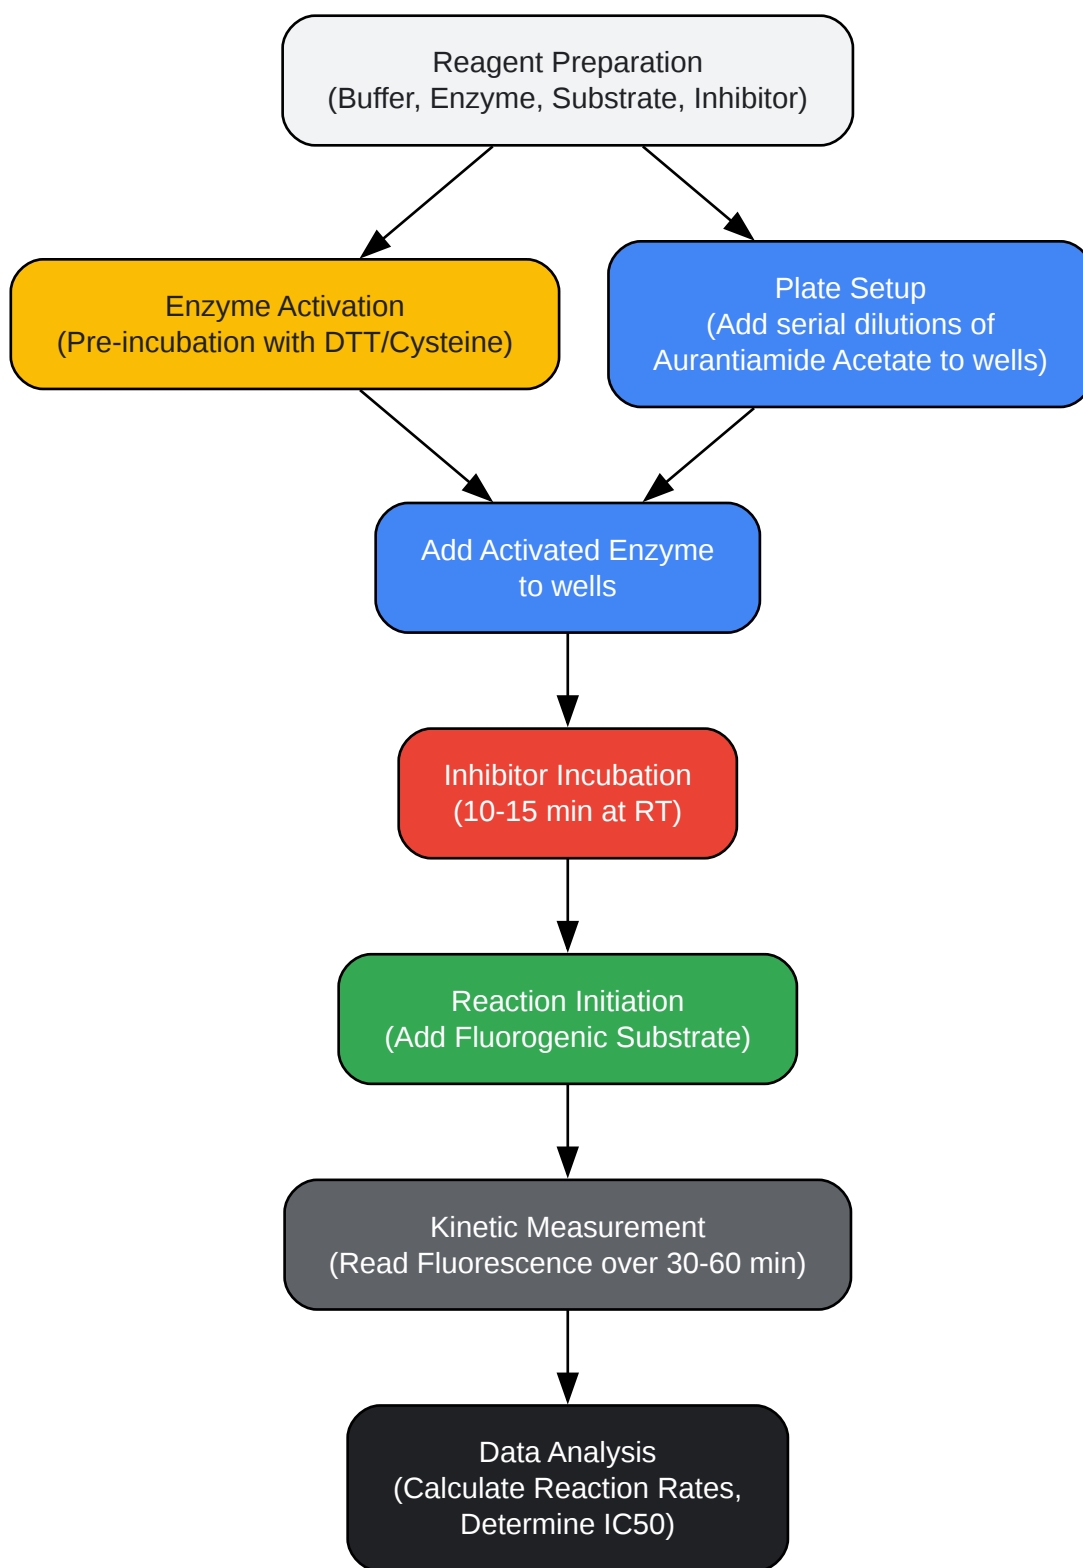 Reagent Preparation
(Buffer, Enzyme, Substrate, Inhibitor)
Enzyme Activation
(Pre-incubation with DTT/Cysteine)
Plate Setup
(Add serial dilutions of
Aurantiamide Acetate to wells)
Add Activated Enzyme
to wells
Inhibitor Incubation
(10-15 min at RT)
Reaction Initiation
(Add Fluorogenic Substrate)
Kinetic Measurement
(Read Fluorescence over 30-60 min)
Data Analysis
(Calculate Reaction Rates,
Determine IC50)